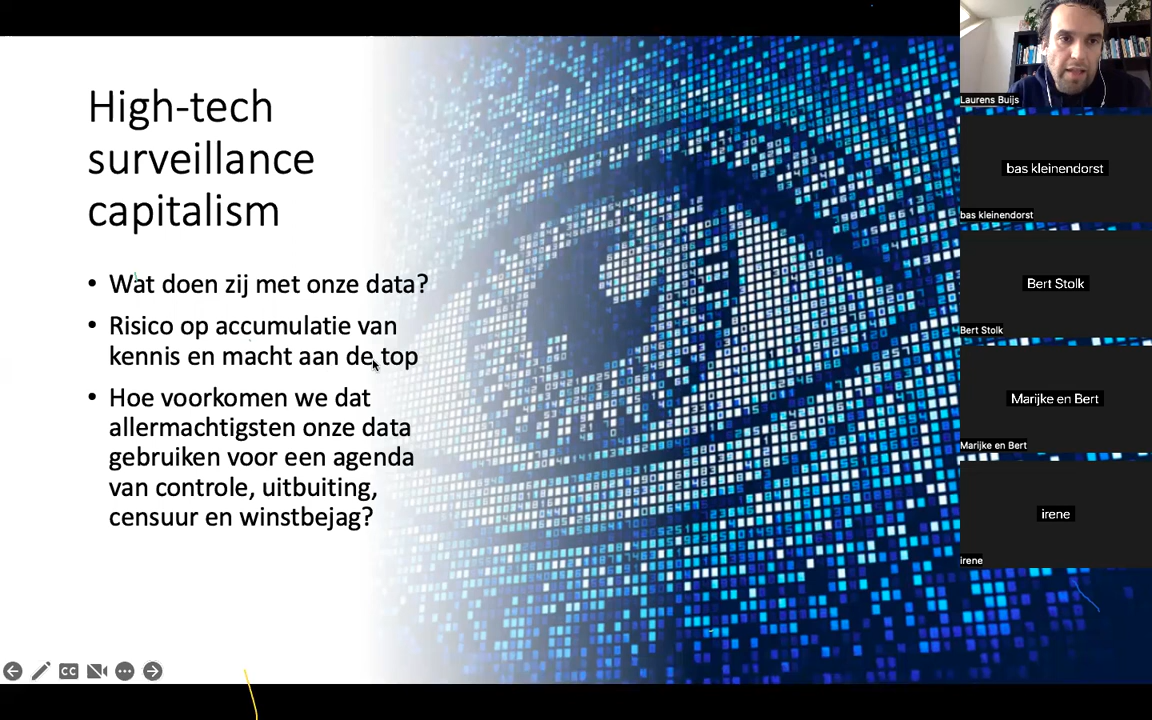 High-tech
surveillance
capitalism
• Wat doen zij met onze data?
• Risico op accumulatie van
kennis en macht aan de top
• Hoe voorkomen we dat
allermachtigsten onze data
gebruiken voor een agenda
van controle, uitbuiting,
censuur en winstbejag?
CC
Laurens Buijs
bas kleinendorst
bas kleinendorst
Bert Stolk
Bert Stolk
Marijke en Bert
Marijke en Bert
irene
irene